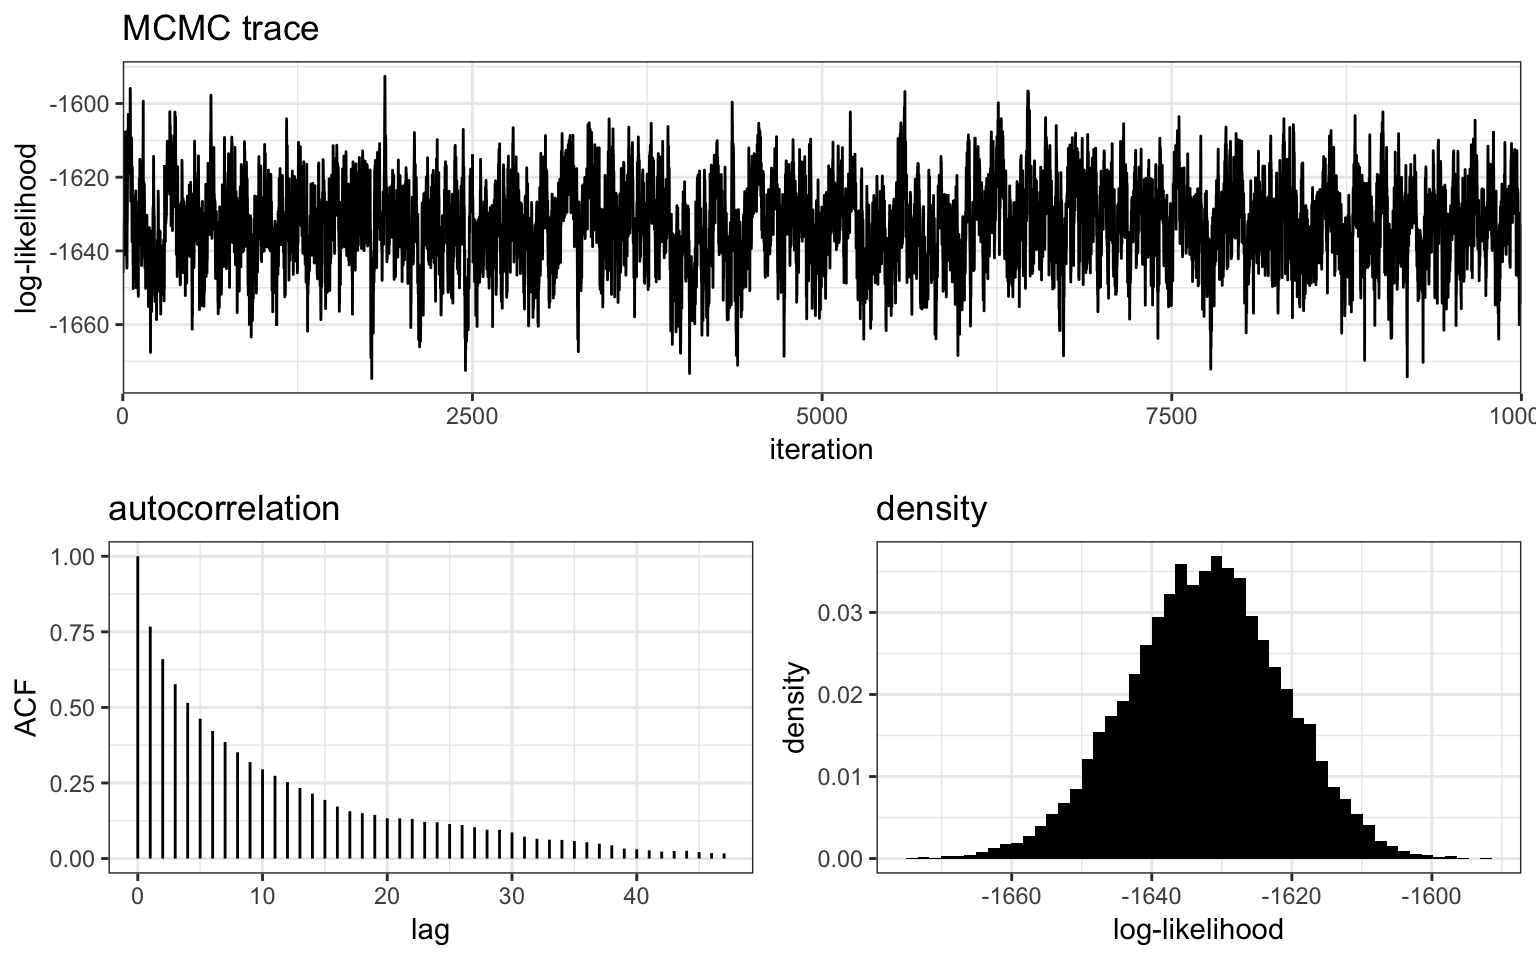 MCMC trace
log-likelihood
-1600
-1620
-1640
-1660
0 2500 5000 7500 1000
iteration
autocorrelation
ACF
1.00
0.75
0.50
0.25
0.00
0 10 20 30 40
lag
density
density
0.03
0.02
0.01
0.00
-1660 -1640 -1620 -1600
log-likelihood